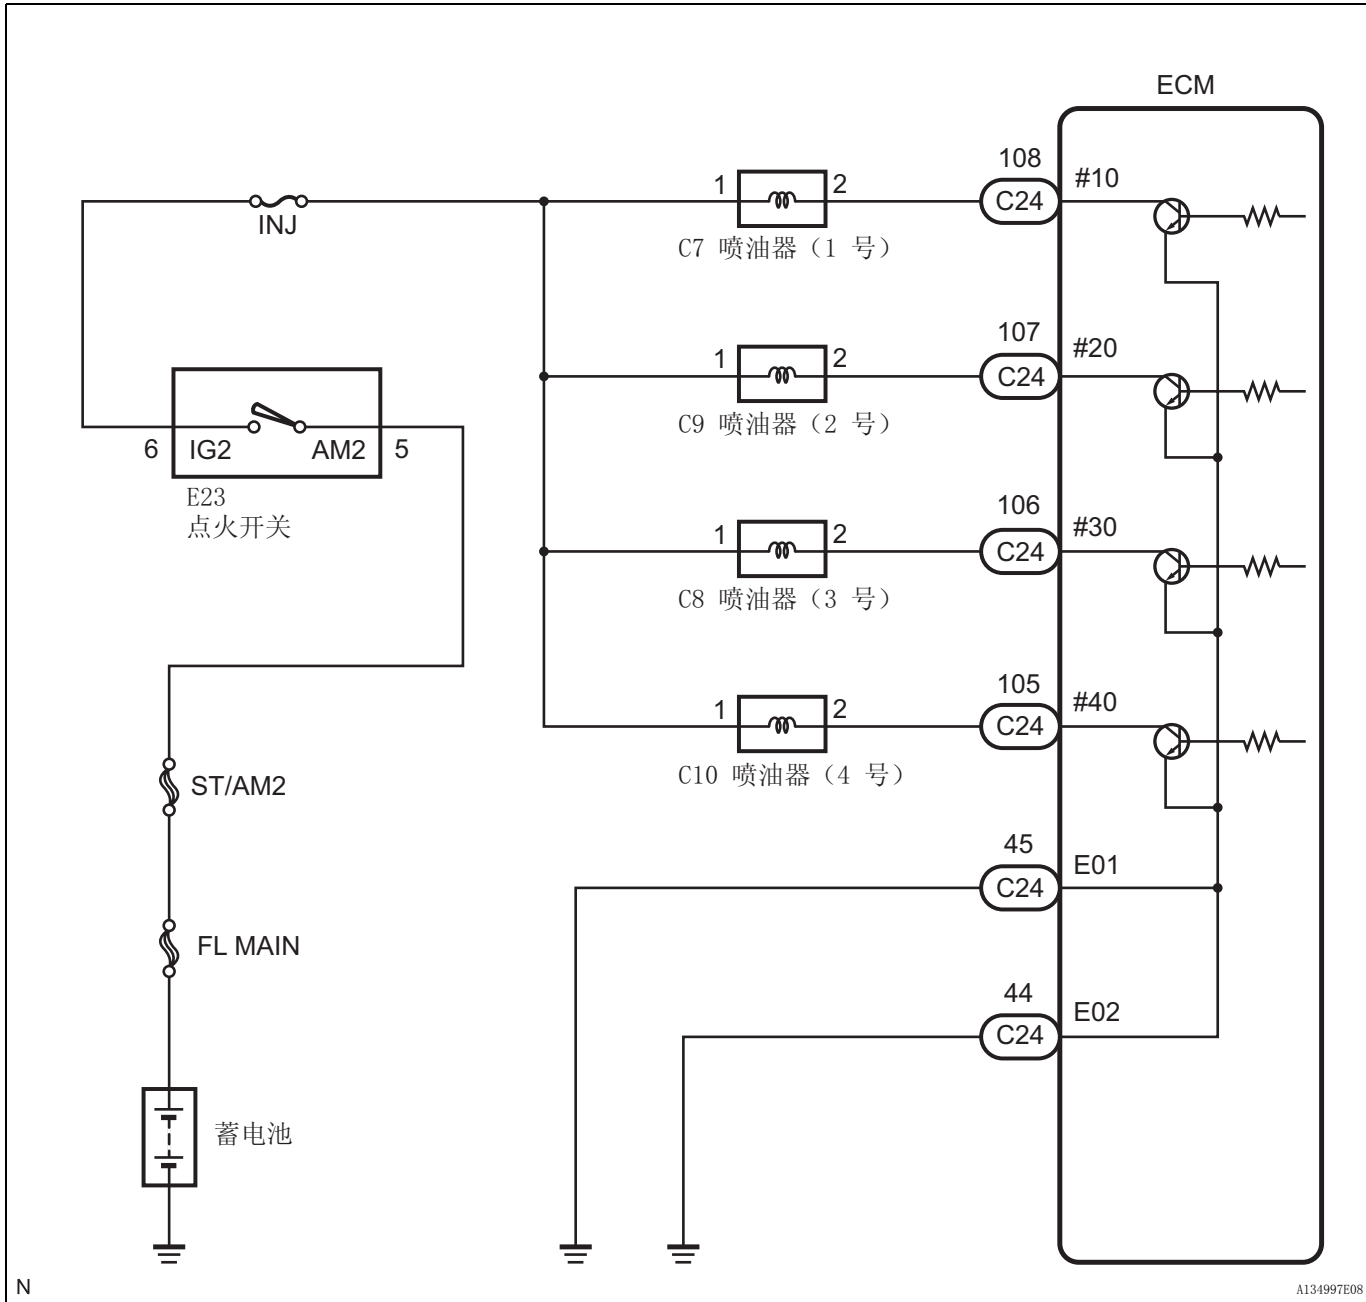 ECM
108
1
2
C24
#10
INJ
C7 喷油器（1 号）
107
1
2
C24
#20
C9 喷油器（2 号）
6
IG2
AM2
5
E23
点火开关
106
1
2
C24
#30
C8 喷油器（3 号）
105
1
2
C24
#40
C10 喷油器（4 号）
ST/AM2
45
C24
E01
FL MAIN
44
C24
E02
蓄电池
N
A134997E08